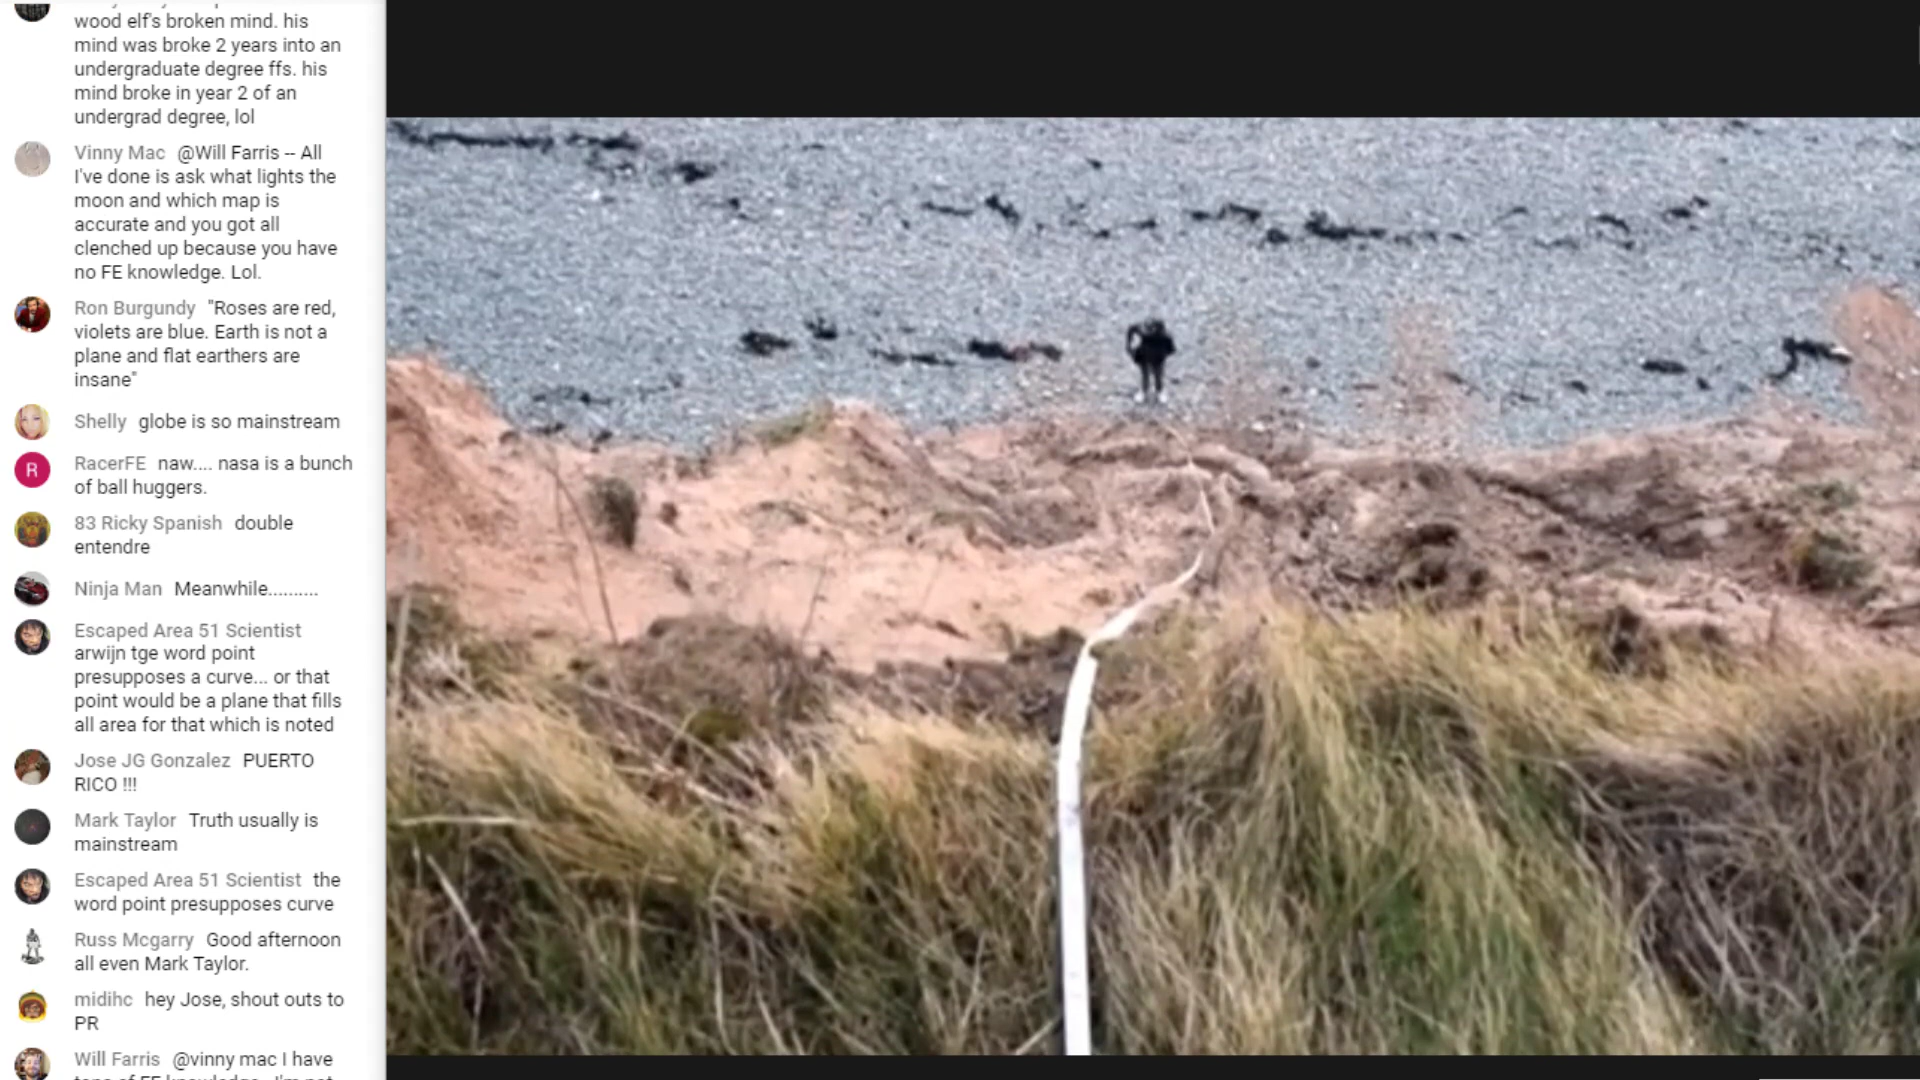 wood elf's broken mind. his
mind was broke 2 years into an
undergraduate degree ffs. his
mind broke in year 2 of an
undergrad degree, lol
Vinny Mac @Will Farris -- All
I've done is ask what lights the
moon and which map is
accurate and you got all
clenched up because you have
no FE knowledge. Lol.
Ron Burgundy "Roses are red,
violets are blue. Earth is not a
plane and flat earthers are
insane"
Shelly globe is so mainstream
R
RacerFE naw.... nasa is a bunch
of ball huggers.
83 Ricky Spanish double
entendre
Ninja Man Meanwhile..........
Escaped Area 51 Scientist
arwijn tge word point
presupposes a curve... or that
point would be a plane that fills
all area for that which is noted
Jose JG Gonzalez PUERTO
RICO !!!
Mark Taylor Truth usually is
mainstream
Escaped Area 51 Scientist the
word point presupposes curve
Russ Mcgarry Good afternoon
all even Mark Taylor.
midihc hey Jose, shout outs to
PR
Will Farris @vinny mac I have